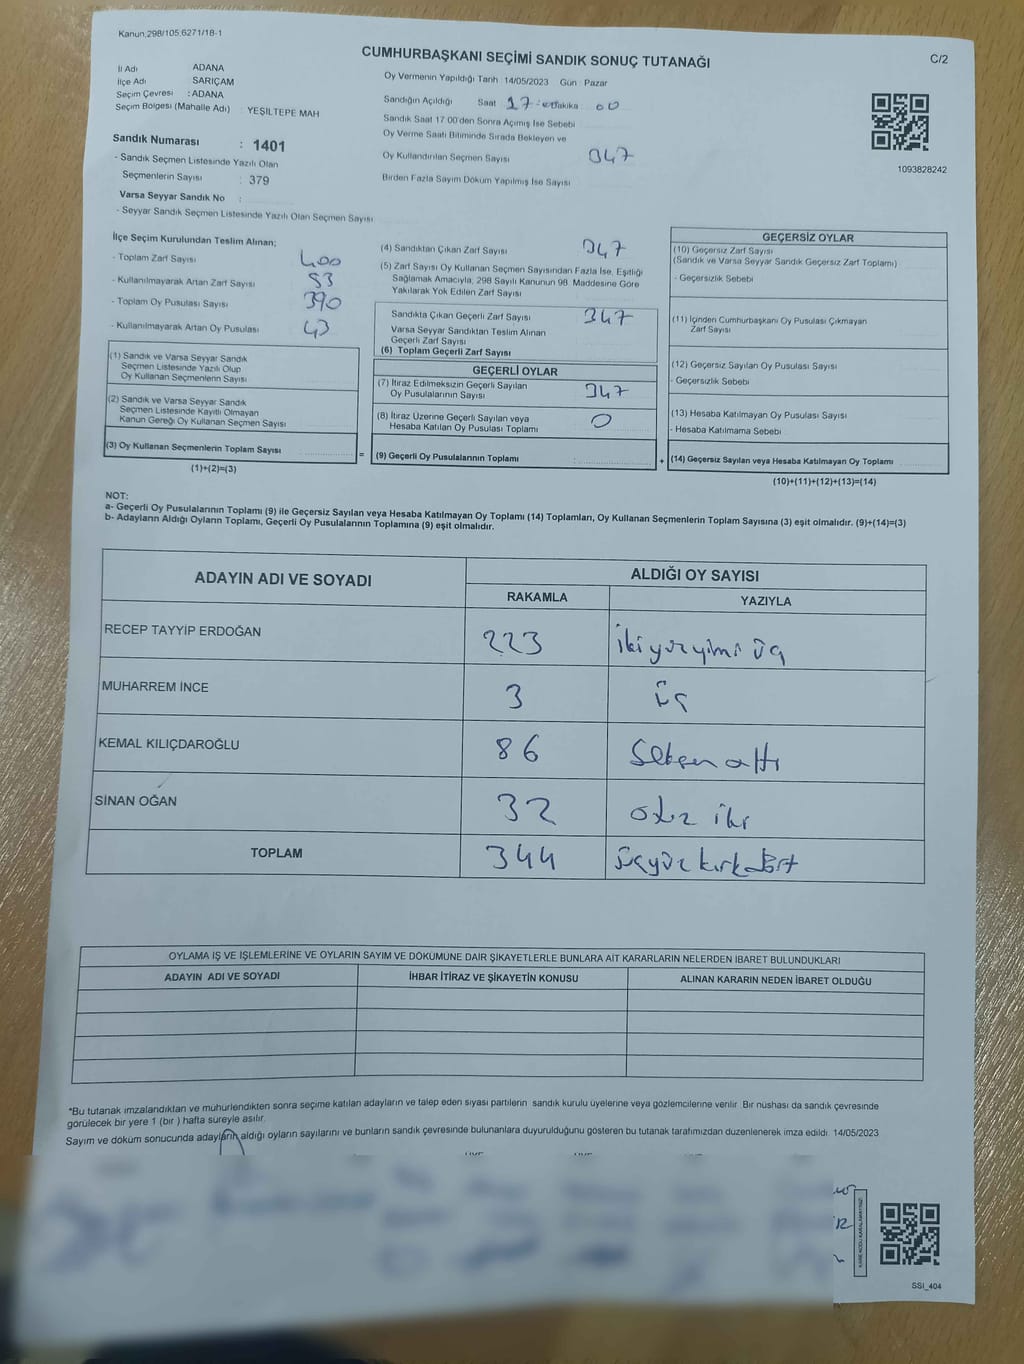 Kanun,298/105,6271/18-1
CUMHURBAŞKANI SEÇİMİ SANDIK SONUÇ TUTANAĞI
C/2
İl Adı ADANA
İlçe Adı SARIÇAM
Seçim Çevresi : ADANA
Seçim Bölgesi (Mahalle Adı) : YEŞİLTEPE MAH
Oy Vermenin Yapıldığı Tarih 14/05/2023 Gün Pazar
Sandığın Açıldığı Saat 17 Dakika 00
Sandık Saat 17 00'den Sonra Açmış İse Sebebi
Oy Verme Saati Bitiminde Sırada Bekleyen ve
Oy Kullandırılan Seçmen Sayısı 347
Birden Fazla Sayım Döküm Yapılmış İse Sayısı
1093828242
Sandık Numarası : 1401
- Sandık Seçmen Listesinde Yazılı Olan
Seçmenlerin Sayısı : 379
Varsa Seyyar Sandık No :
- Seyyar Sandık Seçmen Listesinde Yazılı Olan Seçmen Sayısı
İlçe Seçim Kurulundan Teslim Alınan;
- Toplam Zarf Sayısı 400
- Kullanılmayarak Artan Zarf Sayısı 53
- Toplam Oy Pusulası Sayısı 390
- Kullanılmayarak Artan Oy Pusulası 43
(1) Sandık ve Varsa Seyyar Sandık
Seçmen Listesinde Yazılı Olup
Oy Kullanan Seçmenlerin Sayısı
(2) Sandık ve Varsa Seyyar Sandık
Seçmen Listesinde Kayıtlı Olmayan
Kanun Gereği Oy Kullanan Seçmen Sayısı
(3) Oy Kullanan Seçmenlerin Toplam Sayısı
(1)+(2)=(3)
(4) Sandıktan Çıkan Zarf Sayısı 347
(5) Zarf Sayısı Oy Kullanan Seçmen Sayısından Fazla İse, Eşitliği
Sağlamak Amacıyla, 298 Sayılı Kanunun 98. Maddesine Göre
Yakılarak Yok Edilen Zarf Sayısı
Sandıkta Çıkan Geçerli Zarf Sayısı 347
Varsa Seyyar Sandıktan Teslim Alınan
Geçerli Zarf Sayısı
(6) Toplam Geçerli Zarf Sayısı
GEÇERLİ OYLAR
(7) İtiraz Edilmeksizin Geçerli Sayılan
Oy Pusulalarının Sayısı 347
(8) İtiraz Üzerine Geçerli Sayılan veya
Hesaba Katılan Oy Pusulası Toplamı 0
= (9) Geçerli Oy Pusulalarının Toplamı :
GEÇERSİZ OYLAR
(10) Geçersiz Zarf Sayısı
(Sandık ve Varsa Seyyar Sandık Geçersiz Zarf Toplamı)
- Geçersizlik Sebebi
(11) İçinden Cumhurbaşkanı Oy Pusulası Çıkmayan
Zarf Sayısı
(12) Geçersiz Sayılan Oy Pusulası Sayısı
- Geçersizlik Sebebi
(13) Hesaba Katılmayan Oy Pusulası Sayısı
- Hesaba Katılmama Sebebi
+ (14) Geçersiz Sayılan veya Hesaba Katılmayan Oy Toplamı
(10)+(11)+(12)+(13)=(14)
NOT:
a- Geçerli Oy Pusulalarının Toplamı (9) ile Geçersiz Sayılan veya Hesaba Katılmayan Oy Toplamı (14) Toplamları, Oy Kullanan Seçmenlerin Toplam Sayısına (3) eşit olmalıdır. (9)+(14)=(3)
b- Adayların Aldığı Oyların Toplamı, Geçerli Oy Pusulalarının Toplamına (9) eşit olmalıdır.
ADAYIN ADI VE SOYADI ALDIĞI OY SAYISI
RAKAMLA YAZIYLA
RECEP TAYYİP ERDOĞAN 223 ikiyüzyirmi üç
MUHARREM İNCE 3 üç
KEMAL KILIÇDAROĞLU 86 Seksen altı
SİNAN OĞAN 32 otuz iki
TOPLAM 344 üçyüz kırkdört
OYLAMA İŞ VE İŞLEMLERİNE VE OYLARIN SAYIM VE DÖKÜMÜNE DAİR ŞİKAYETLERLE BUNLARA AİT KARARLARIN NELERDEN İBARET BULUNDUKLARI
ADAYIN ADI VE SOYADI İHBAR İTİRAZ VE ŞİKAYETİN KONUSU ALINAN KARARIN NEDEN İBARET OLDUĞU
*Bu tutanak imzalandıktan ve mühürlendikten sonra seçime katılan adayların ve talep eden siyasi partilerin sandık kurulu üyelerine veya gözlemcilerine verilir. Bir nüshası da sandık çevresinde
görülecek bir yere 1 (bir ) hafta süreyle asılır.
Sayım ve döküm sonucunda adayların aldığı oyların sayılarını ve bunların sandık çevresinde bulunanlara duyurulduğunu gösteren bu tutanak tarafımızdan düzenlenerek imza edildi. 14/05/2023
KARE KODU KARALAMAYINIZ!
SSI_404